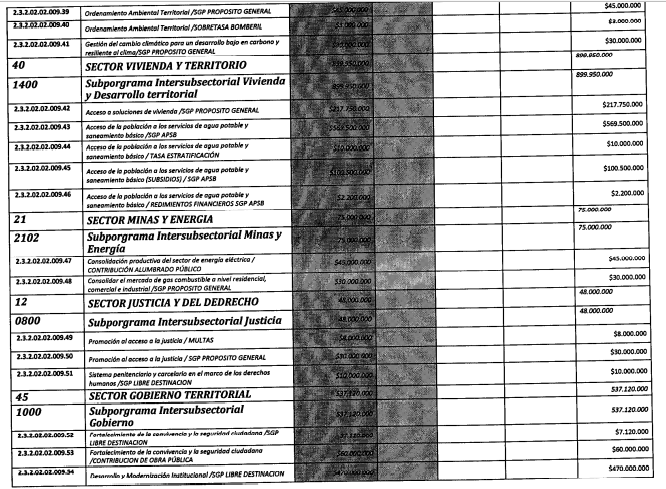 2.3.2.02.02.009.39 Ordenamiento Ambiental Territorial /SGP PROPOSITO GENERAL $45.000.000 $45.000.000
2.3.2.02.02.009.40 Ordenamiento Ambiental Territorial /SOBRETASA BOMBERIL $3.000.000 $3.000.000
2.3.2.02.02.009.41 Gestión del cambio climático para un desarrollo bajo en carbono y $30.000.000
resiliente al clima/SGP PROPOSITO GENERAL
40 SECTOR VIVIENDA Y TERRITORIO 899.950.000 899.950.000
1400 Subporgrama Intersubsectorial Vivienda 899.950.000 899.950.000
y Desarrollo territorial
2.3.2.02.02.009.42 Acceso a soluciones de vivienda /SGP PROPOSITO GENERAL $217.750.000 $217.750.000
2.3.2.02.02.009.43 Acceso de la población a los servicios de agua potable y $569.500.000 $569.500.000
saneamiento básico /SGP APSB
2.3.2.02.02.009.44 Acceso de la población a los servicios de agua potable y $10.000.000 $10.000.000
saneamiento básico / TASA ESTRATIFICACIÓN
2.3.2.02.02.009.45 Acceso de la población a los servicios de agua potable y $100.500.000 $100.500.000
saneamiento básico (SUBSIDIOS) / SGP APSB
2.3.2.02.02.009.46 Acceso de la población a los servicios de agua potable y $2.200.000 $2.200.000
saneamiento básico / REDIMIENTOS FINANCIEROS SGP APSB
21 SECTOR MINAS Y ENERGIA 75.000.000 75.000.000
2102 Subporgrama Intersubsectorial Minas y 75.000.000 75.000.000
Energía
2.3.2.02.02.009.47 Consolidación productiva del sector de energía eléctrica / $45.000.000 $45.000.000
CONTRIBUCIÓN ALUMBRADO PÚBLICO
2.3.2.02.02.009.48 Consolidar el mercado de gas combustible a nivel residencial, $30.000.000 $30.000.000
comercial e industrial /SGP PROPOSITO GENERAL
12 SECTOR JUSTICIA Y DEL DEDRECHO 48.000.000 48.000.000
0800 Subporgrama Intersubsectorial Justicia 48.000.000 48.000.000
2.3.2.02.02.009.49 Promoción al acceso a la justicia / MULTAS $8.000.000 $8.000.000
2.3.2.02.02.009.50 Promoción al acceso a la justicia / SGP PROPOSITO GENERAL $30.000.000 $30.000.000
2.3.2.02.02.009.51 Sistema penitenciario y carcelario en el marco de los derechos $10.000.000 $10.000.000
humanos /SGP LIBRE DESTINACION
45 SECTOR GOBIERNO TERRITORIAL 537.120.000 537.120.000
1000 Subporgrama Intersubsectorial 537.120.000 537.120.000
Gobierno
2.3.2.02.02.009.52 Fortalecimiento de la convivencia y la seguridad ciudadana /SGP $7.120.000
LIBRE DESTINACION
2.3.2.02.02.009.53 Fortalecimiento de la convivencia y la seguridad ciudadana $60.000.000 $60.000.000
/CONTRIBUCION DE OBRA PÚBLICA
2.3.2.02.02.009.54 Desarrollo y Modernización Institucional /SGP LIBRE DESTINACION $470.000.000 $470.000.000